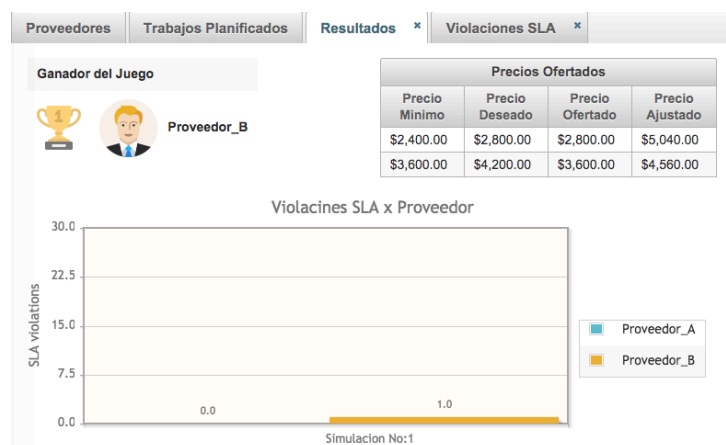 Proveedores Trabajos Planificados Resultados × Violaciones SLA ×
Ganador del Juego
1
Proveedor_B
Precios Ofertados
Precio Minimo Precio Deseado Precio Ofertado Precio Ajustado
$2,400.00 $2,800.00 $2,800.00 $5,040.00
$3,600.00 $4,200.00 $3,600.00 $4,560.00
Violacines SLA x Proveedor
SLA violations
30.0
22.5
15.0
7.5
0.0
0.0 1.0
Simulacion No:1
Proveedor_A
Proveedor_B